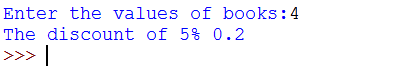 Enter the values of books:4
The discount of 5% 0.2
>>>